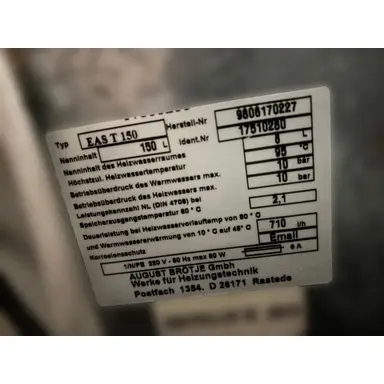 Typ EAS T 150 Herstell-Nr 9806170227
Nenninhalt 150 L Ident.Nr 17510280
Nenninhalt des Heizwasserraumes 8 L
Höchstzul. Heizwassertemperatur 95 °C
Betriebsüberdruck des Warmwassers max. 10 bar
Betriebsüberdruck des Heizwassers max. 10 bar
Leistungskennzahl NL (DIN 4708) bei
Speicherausgangstemperatur 60 °C 2,1
Dauerleistung bei Heizwasservorlauftemp von 80 °C
und Warmwassererwärmung von 10 °C auf 45 °C 710 l/h
Korrosionsschutz Email
1/N/PE 220 V - 50 Hz max 50 W 6 A
AUGUST BRÖTJE GmbH
Werke für Heizungstechnik
Postfach 1354, D 26171 Rastede